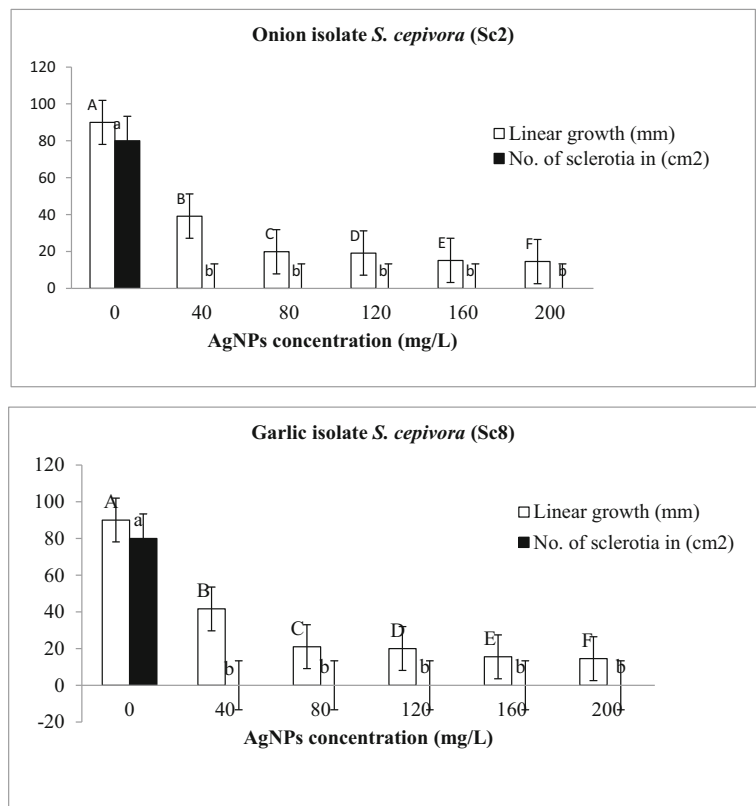 Onion isolate S. cepivora (Sc2)
120
100
80
60
40
20
0
A
a
B
b
C
b
D
b
E
b
F
b
Linear growth (mm)
No. of sclerotia in (cm2)
0 40 80 120 160 200
AgNPs concentration (mg/L)
Garlic isolate S. cepivora (Sc8)
120
100
80
60
40
20
0
-20
A
a
B
b
C
b
D
b
E
b
F
b
Linear growth (mm)
No. of sclerotia in (cm2)
0 40 80 120 160 200
AgNPs concentration (mg/L)